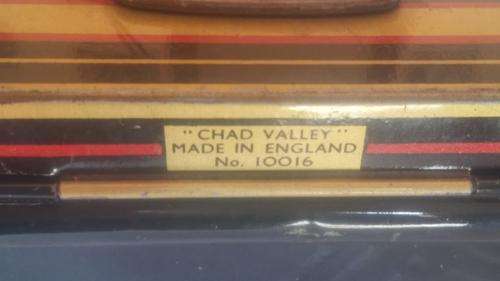 "CHAD VALLEY"
MADE IN ENGLAND
No. 10016